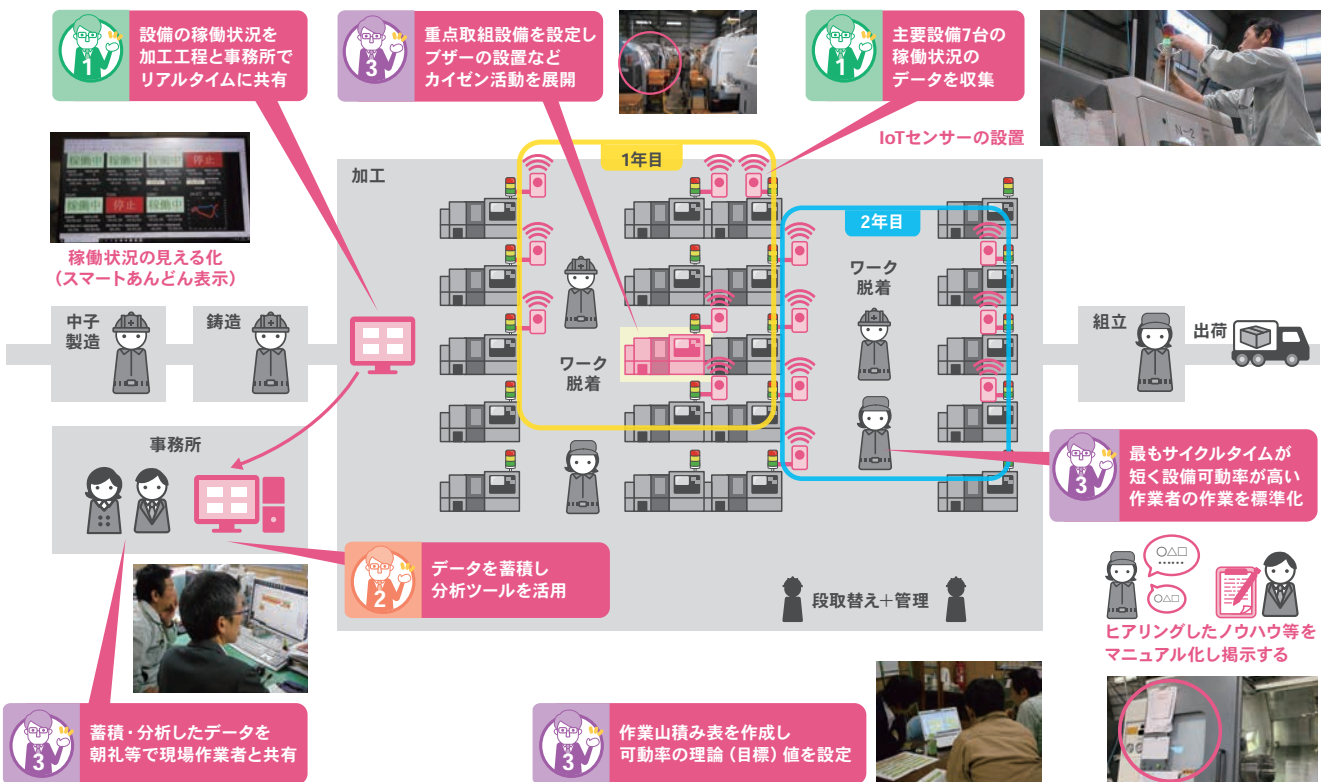 設備の稼働状況を
加工工程と事務所で
リアルタイムに共有
1
重点取組設備を設定し
ブザーの設置など
カイゼン活動を展開
3
主要設備7台の
稼働状況の
データを収集
1
IoTセンサーの設置
N-2
稼働中 稼働中 稼働中 停止
稼働中 停止 稼働中
稼働状況の見える化
(スマートあんどん表示)
加工
1年目
2年目
ワーク
脱着
ワーク
脱着
中子
製造
鋳造
組立
出荷
事務所
最もサイクルタイムが
短く設備可動率が高い
作業者の作業を標準化
3
データを蓄積し
分析ツールを活用
2
段取替え+管理
○△□
……
○△□
ヒアリングしたノウハウ等を
マニュアル化し掲示する
蓄積・分析したデータを
朝礼等で現場作業者と共有
3
作業山積み表を作成し
可動率の理論(目標)値を設定
3